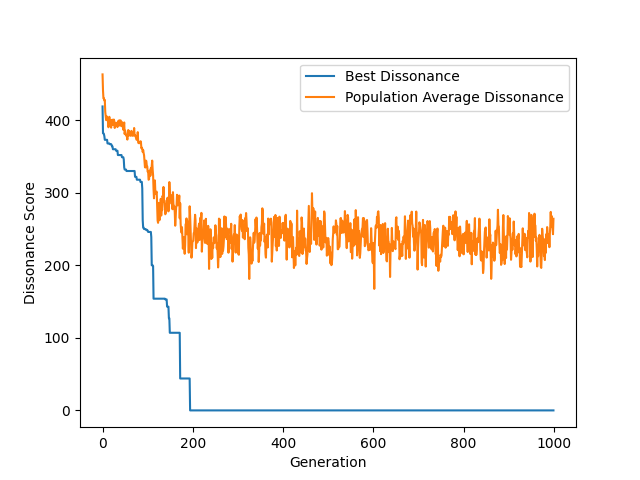 Best Dissonance
Population Average Dissonance
400
300
200
100
0
Dissonance Score
0 200 400 600 800 1000
Generation